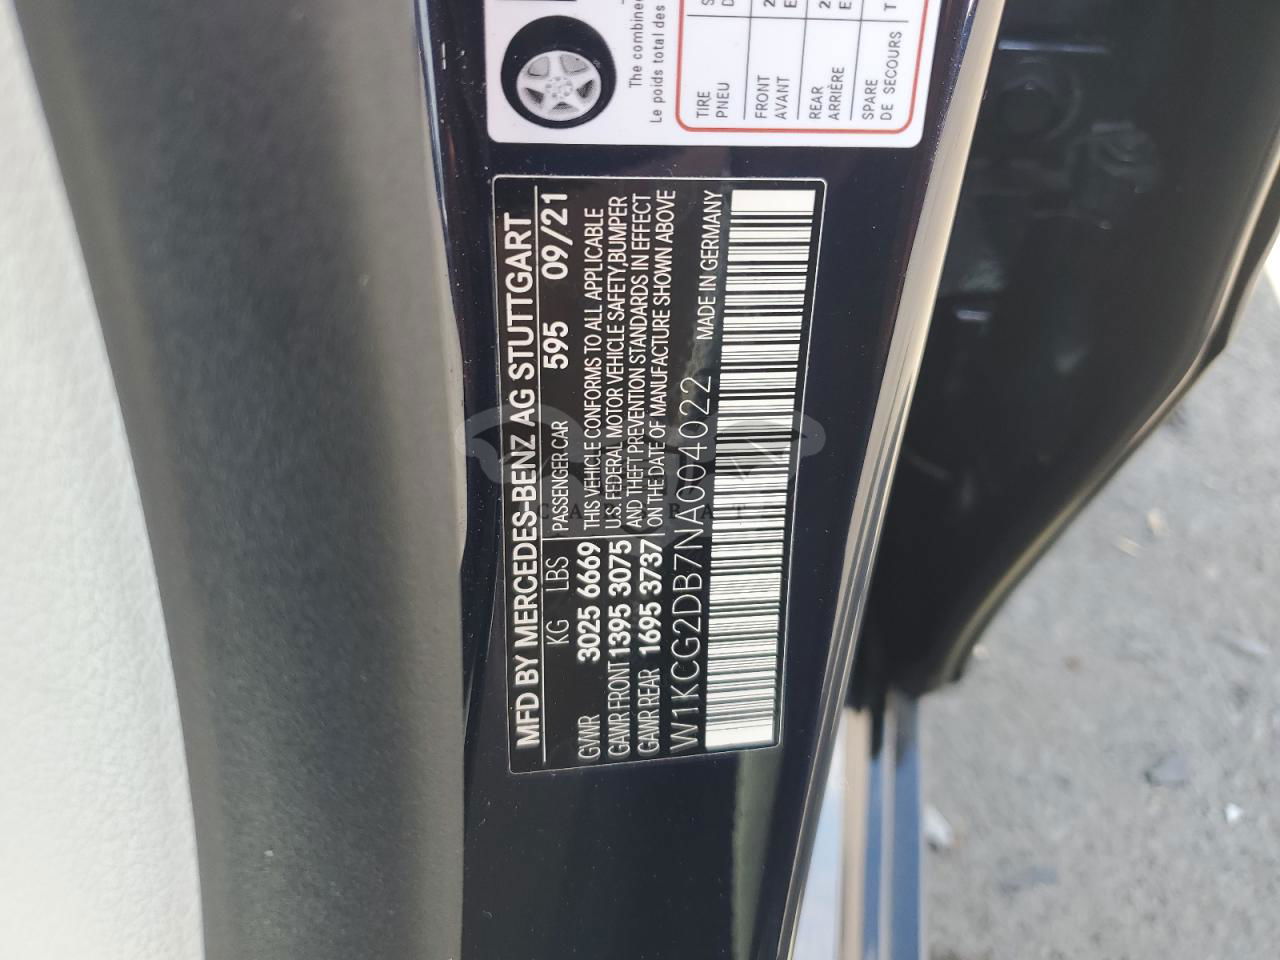 The combined
Le poids total des
TIRE
PNEU
FRONT
AVANT
REAR
ARRIÈRE
SPARE
DE SECOURS
MFD BY MERCEDES-BENZ AG STUTTGART
KG LBS PASSENGER CAR 595 09/21
GVWR 3025 6669 THIS VEHICLE CONFORMS TO ALL APPLICABLE
GAWR FRONT 1395 3075 U.S. FEDERAL MOTOR VEHICLE SAFETY, BUMPER
GAWR REAR 1695 3737 AND THEFT PREVENTION STANDARDS IN EFFECT
ON THE DATE OF MANUFACTURE SHOWN ABOVE
W1KCG2DB7NA004022 MADE IN GERMANY